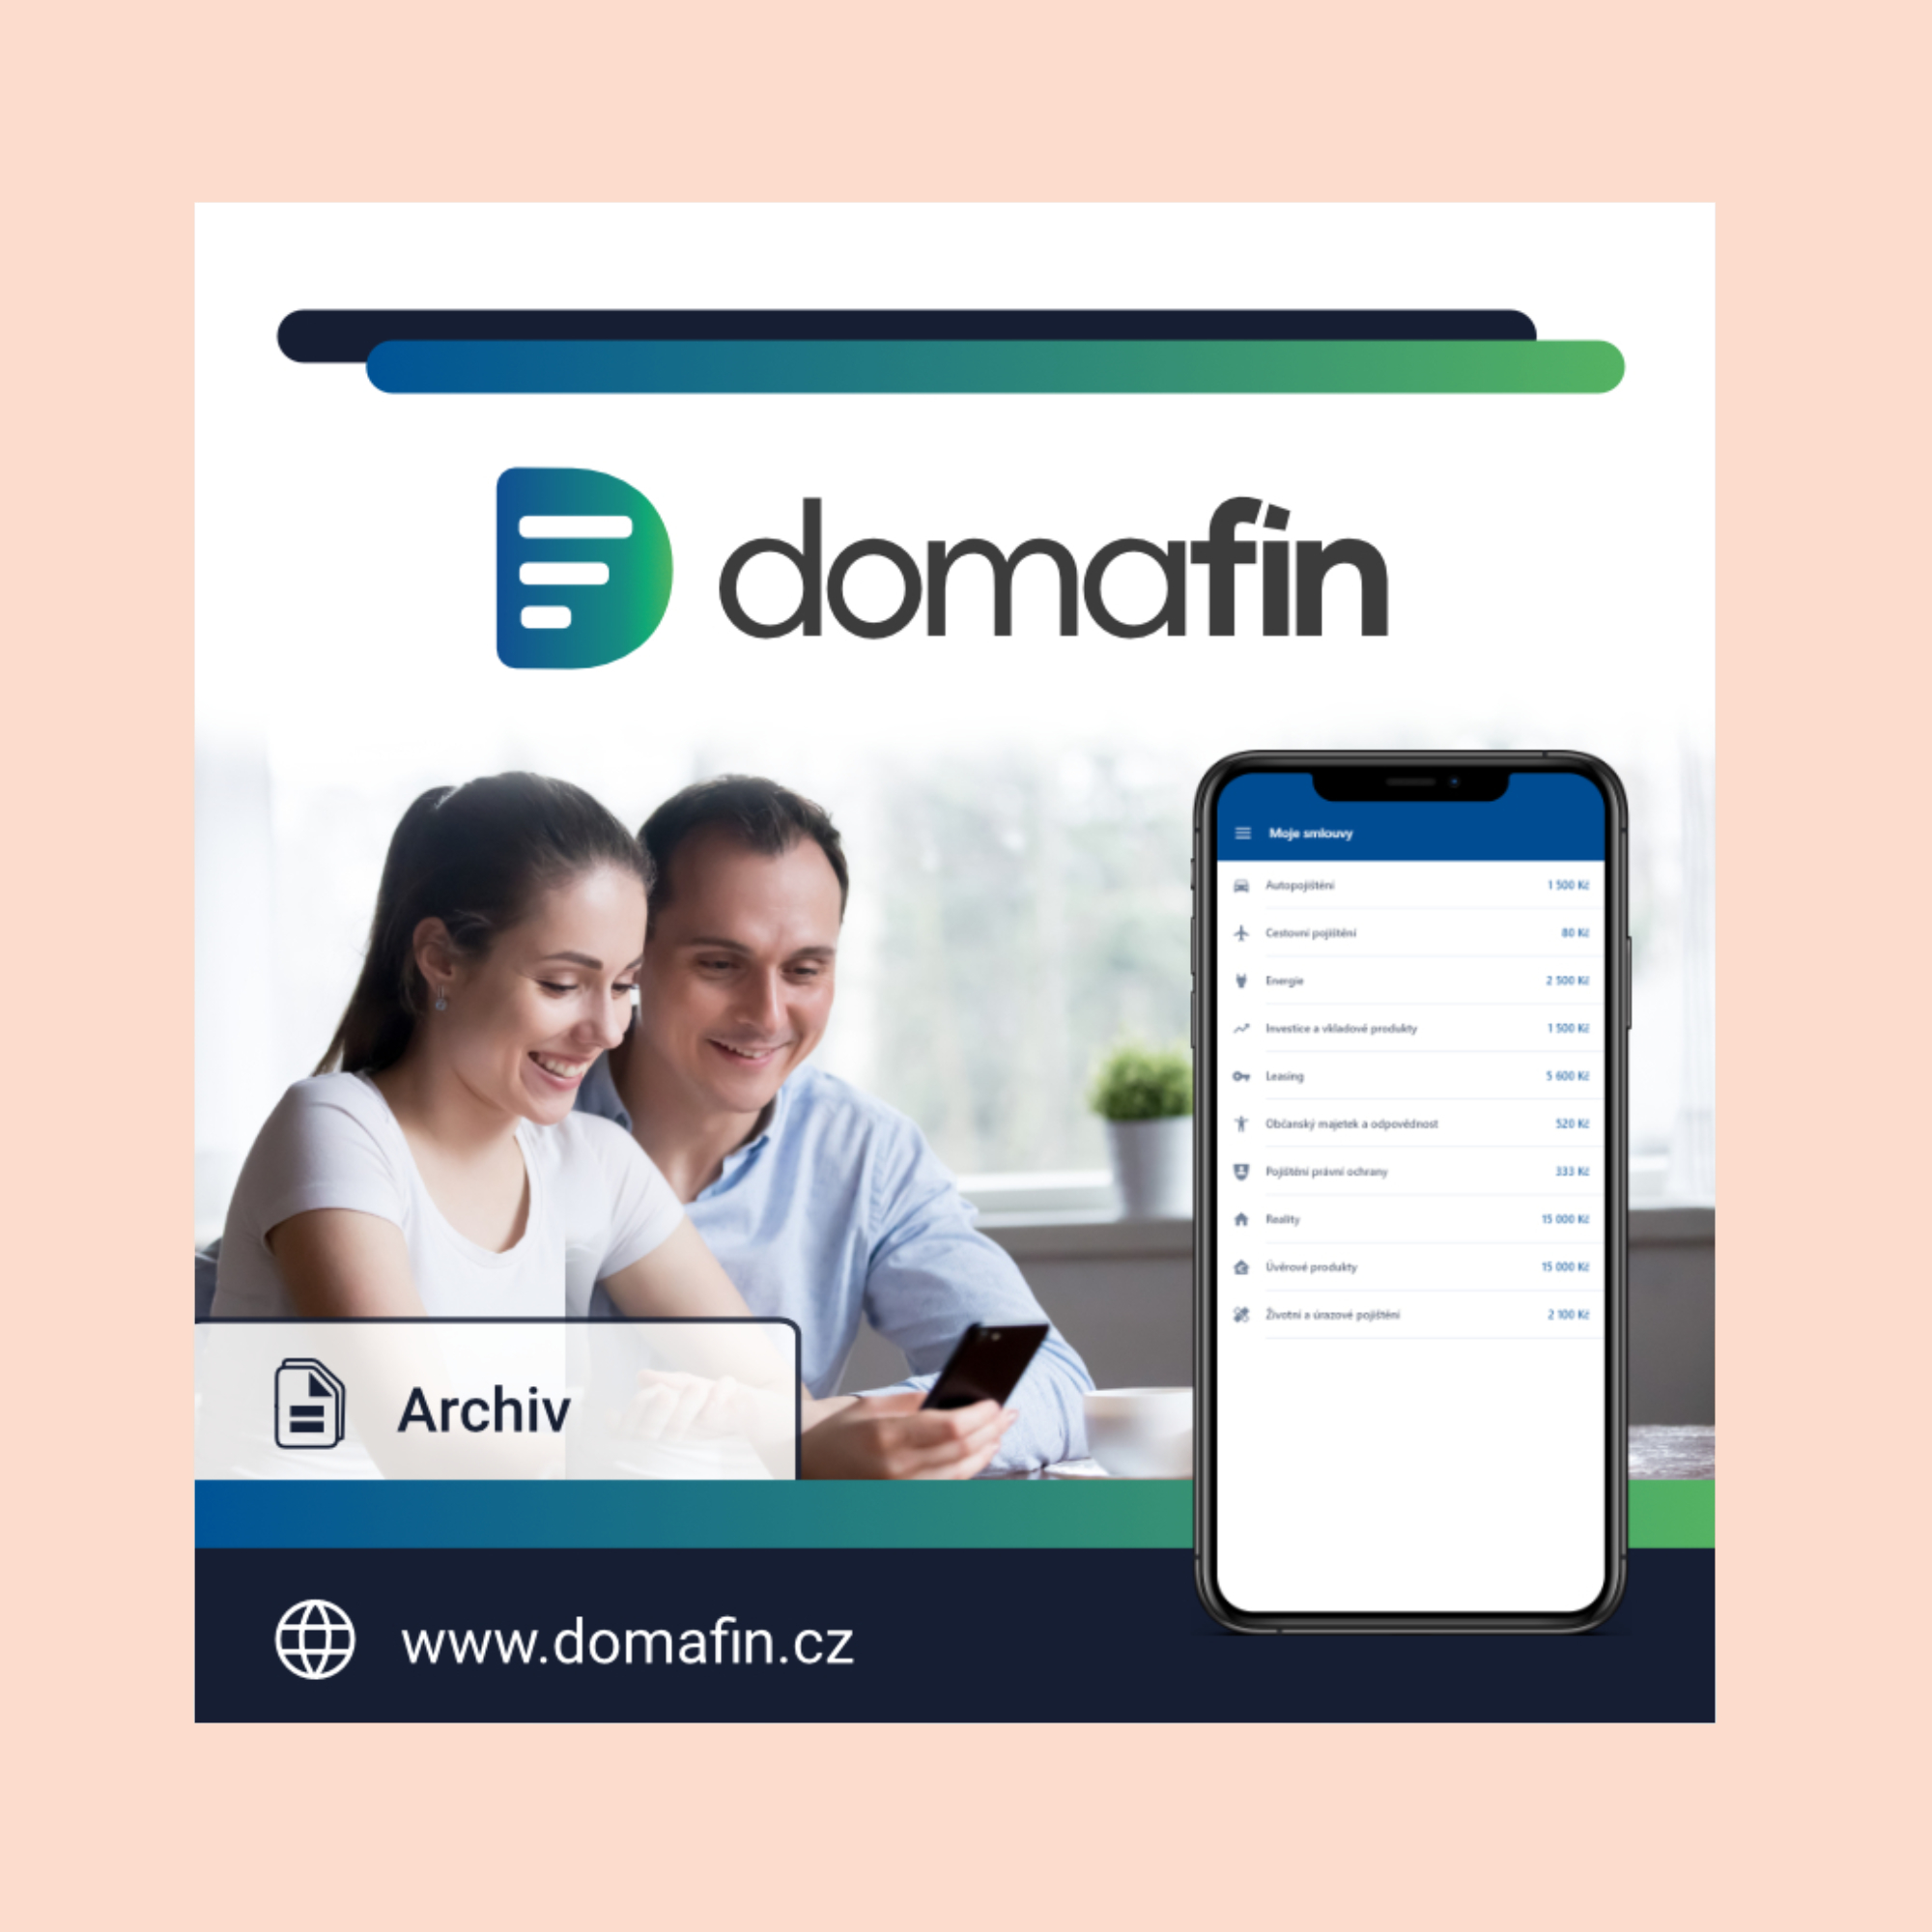 domafin
Moje smlouvy
Autopojištění 1 500 Kč
Cestovní pojištění 80 Kč
Energie 2 500 Kč
Investice a vkladové produkty 1 500 Kč
Leasing 5 600 Kč
Občanský majetek a odpovědnost 520 Kč
Pojištění právní ochrany 333 Kč
Reality 15 000 Kč
Úvěrové produkty 15 000 Kč
Životní a úrazové pojištění 2 100 Kč
Archiv
www.domafin.cz